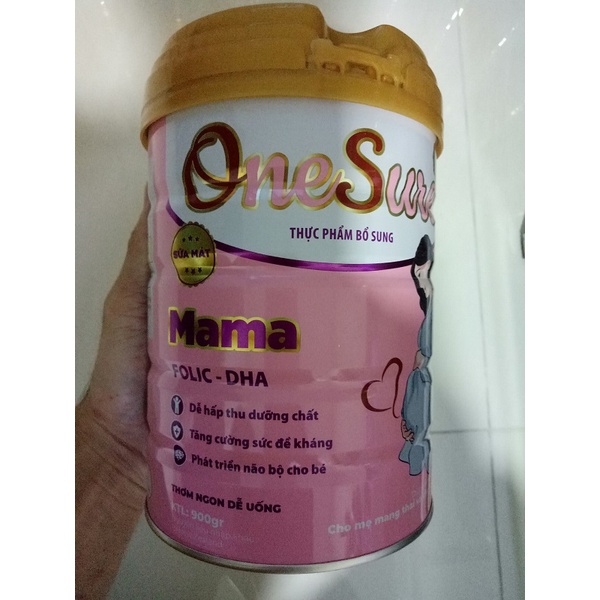 OneSure
THỰC PHẨM BỔ SUNG
SỮA MÁT
Mama
FOLIC - DHA
Dễ hấp thu dưỡng chất
Tăng cường sức đề kháng
Phát triển não bộ cho bé
THƠM NGON DỄ UỐNG
KTL: 900gr
Cho mẹ mang thai